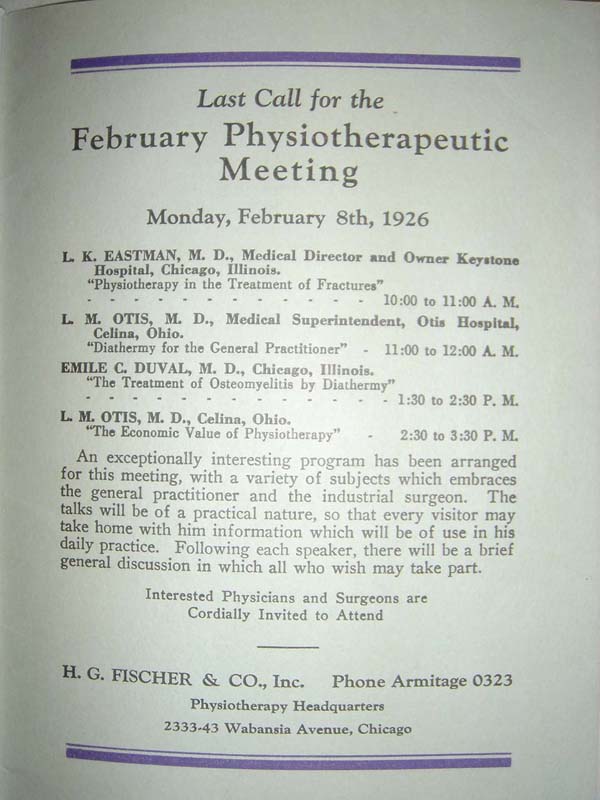 Last Call for the
February Physiotherapeutic
Meeting
Monday, February 8th, 1926
L. K. EASTMAN, M. D., Medical Director and Owner Keystone
Hospital, Chicago, Illinois.
"Physiotherapy in the Treatment of Fractures"
- - - - - - - - - - - - - 10:00 to 11:00 A. M.
L. M. OTIS, M. D., Medical Superintendent, Otis Hospital,
Celina, Ohio.
"Diathermy for the General Practitioner" - 11:00 to 12:00 A. M.
EMILE C. DUVAL, M. D., Chicago, Illinois.
"The Treatment of Osteomyelitis by Diathermy"
- - - - - - - - - - - - - 1:30 to 2:30 P. M.
L. M. OTIS, M. D., Celina, Ohio.
"The Economic Value of Physiotherapy" - 2:30 to 3:30 P. M.
An exceptionally interesting program has been arranged
for this meeting, with a variety of subjects which embraces
the general practitioner and the industrial surgeon. The
talks will be of a practical nature, so that every visitor may
take home with him information which will be of use in his
daily practice. Following each speaker, there will be a brief
general discussion in which all who wish may take part.
Interested Physicians and Surgeons are
Cordially Invited to Attend
H. G. FISCHER & CO., Inc. Phone Armitage 0323
Physiotherapy Headquarters
2333-43 Wabansia Avenue, Chicago